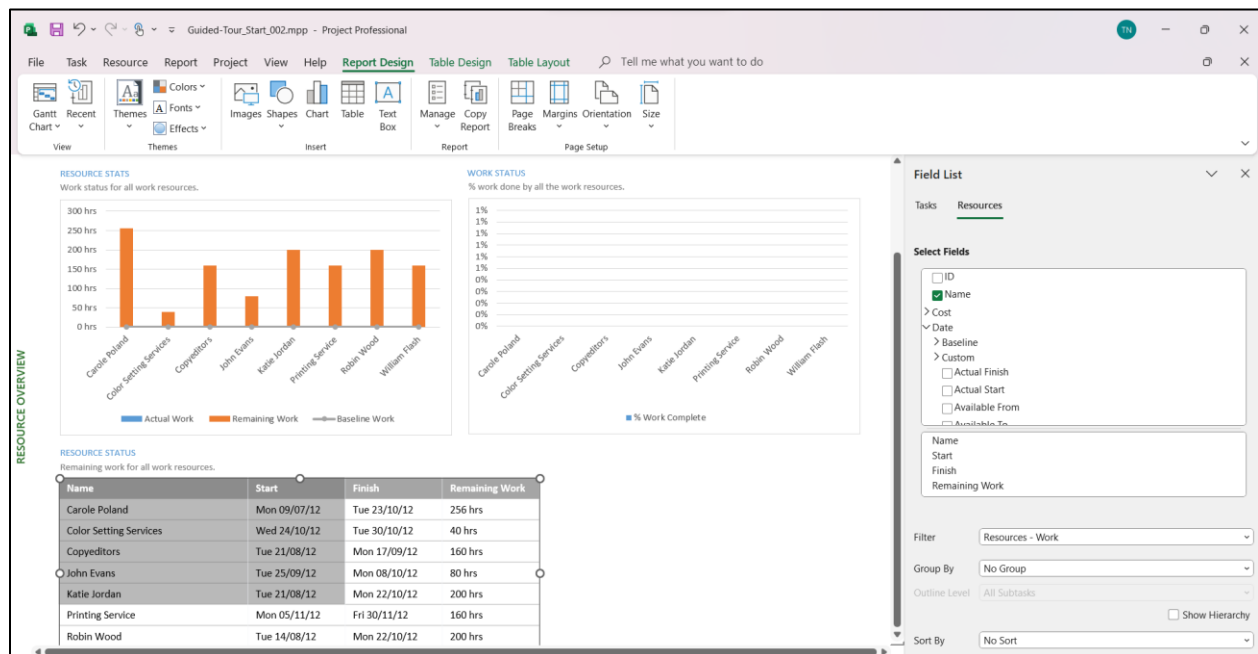 Guided-Tour_Start_002.mpp - Project Professional
TN
File Task Resource Report Project View Help Report Design Table Design Table Layout Tell me what you want to do
Gantt Chart
Recent
View
Themes
Colors
Fonts
Effects
Themes
Images
Shapes
Chart
Table
Text Box
Insert
Manage
Copy Report
Report
Page Breaks
Margins
Orientation
Size
Page Setup
RESOURCE OVERVIEW
RESOURCE STATS
Work status for all work resources.
300 hrs
250 hrs
200 hrs
150 hrs
100 hrs
50 hrs
0 hrs
Carole Poland
Color Setting Services
Copyeditors
John Evans
Katie Jordan
Printing Service
Robin Wood
William Flash
Actual Work Remaining Work Baseline Work
WORK STATUS
% work done by all the work resources.
1%
1%
1%
1%
1%
1%
0%
0%
0%
0%
0%
Carole Poland
Color Setting Services
Copyeditors
John Evans
Katie Jordan
Printing Service
Robin Wood
William Flash
% Work Complete
RESOURCE STATUS
Remaining work for all work resources.
Name Start Finish Remaining Work
Carole Poland Mon 09/07/12 Tue 23/10/12 256 hrs
Color Setting Services Wed 24/10/12 Tue 30/10/12 40 hrs
Copyeditors Tue 21/08/12 Mon 17/09/12 160 hrs
John Evans Tue 25/09/12 Mon 08/10/12 80 hrs
Katie Jordan Tue 21/08/12 Mon 22/10/12 200 hrs
Printing Service Mon 05/11/12 Fri 30/11/12 160 hrs
Robin Wood Tue 14/08/12 Mon 22/10/12 200 hrs
Field List
Tasks Resources
Select Fields
ID
Name
Cost
Date
Baseline
Custom
Actual Finish
Actual Start
Available From
Available To
Name
Start
Finish
Remaining Work
Filter Resources - Work
Group By No Group
Outline Level All Subtasks
Show Hierarchy
Sort By No Sort